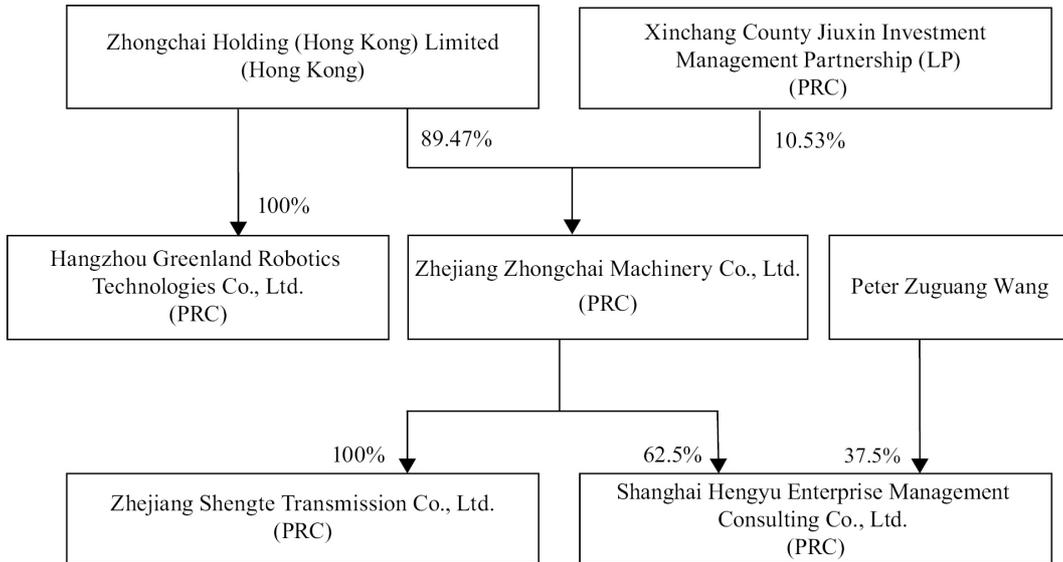 Zhongchai Holding (Hong Kong) Limited
(Hong Kong)
Xinchang County Jiuxin Investment
Management Partnership (LP)
(PRC)
89.47%
10.53%
100%
Hangzhou Greenland Robotics
Technologies Co., Ltd.
(PRC)
Zhejiang Zhongchai Machinery Co., Ltd.
(PRC)
Peter Zuguang Wang
100%
62.5%
37.5%
Zhejiang Shengte Transmission Co., Ltd.
(PRC)
Shanghai Hengyu Enterprise Management
Consulting Co., Ltd.
(PRC)